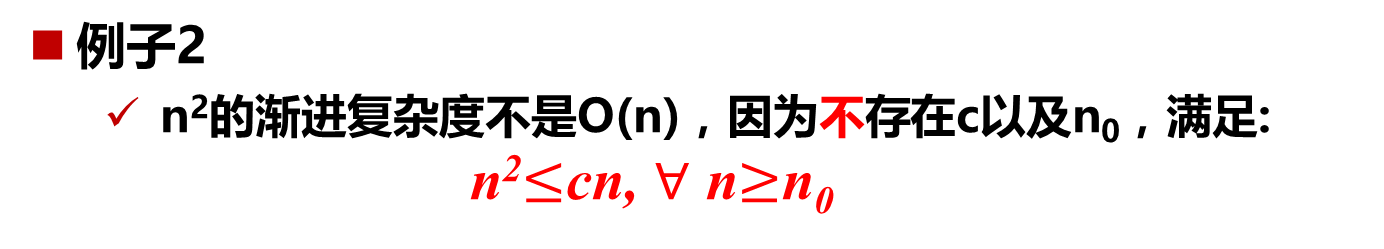 ■ 例子2
✓ n²的渐进复杂度不是O(n)，因为不存在c以及n₀，满足:
n²≤cn, ∀ n≥n₀